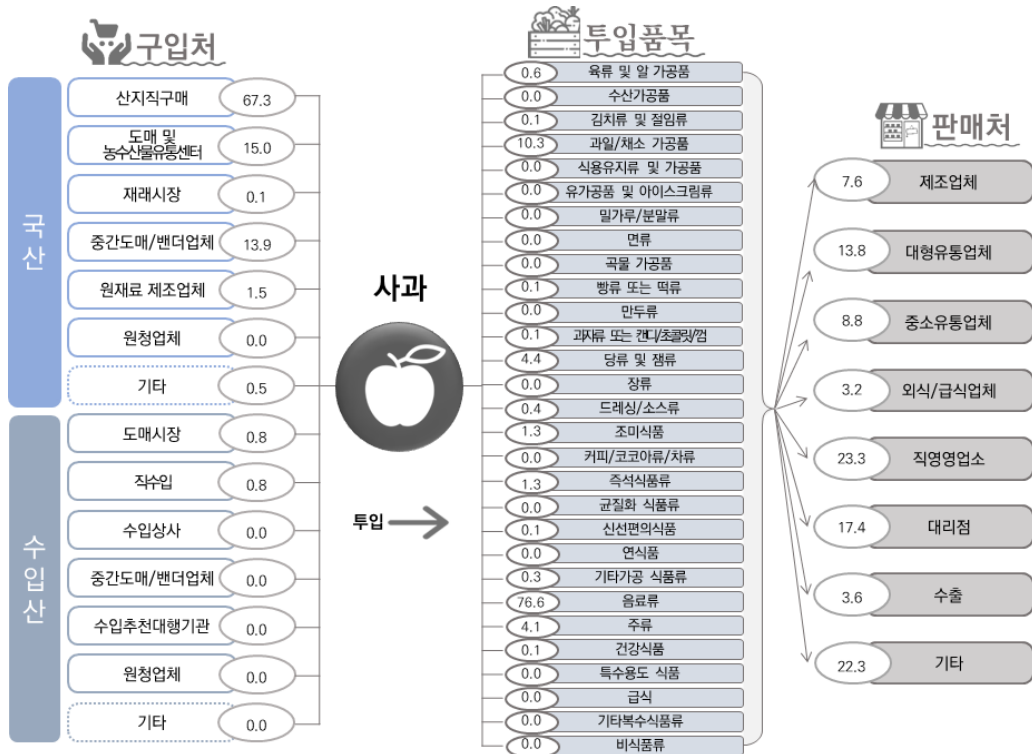 구입처
국산
산지직구매 67.3
도매 및
농수산물유통센터 15.0
재래시장 0.1
중간도매/밴더업체 13.9
원재료 제조업체 1.5
원청업체 0.0
기타 0.5
수입산
도매시장 0.8
직수입 0.8
수입상사 0.0
중간도매/밴더업체 0.0
수입추천대행기관 0.0
원청업체 0.0
기타 0.0
사과
투입
투입품목
0.6 육류 및 알 가공품
0.0 수산가공품
0.1 김치류 및 절임류
10.3 과일/채소 가공품
0.0 식용유지류 및 가공품
0.0 유가공품 및 아이스크림류
0.0 밀가루/분말류
0.0 면류
0.0 곡물 가공품
0.1 빵류 또는 떡류
0.0 만두류
0.1 과자류 또는 캔디/초콜릿/껌
4.4 당류 및 잼류
0.0 장류
0.4 드레싱/소스류
1.3 조미식품
0.0 커피/코코아류/차류
1.3 즉석식품류
0.0 균질화 식품류
0.1 신선편의식품
0.0 연식품
0.3 기타가공 식품류
76.6 음료류
4.1 주류
0.1 건강식품
0.0 특수용도 식품
0.0 급식
0.0 기타복수식품류
0.0 비식품류
판매처
7.6 제조업체
13.8 대형유통업체
8.8 중소유통업체
3.2 외식/급식업체
23.3 직영영업소
17.4 대리점
3.6 수출
22.3 기타